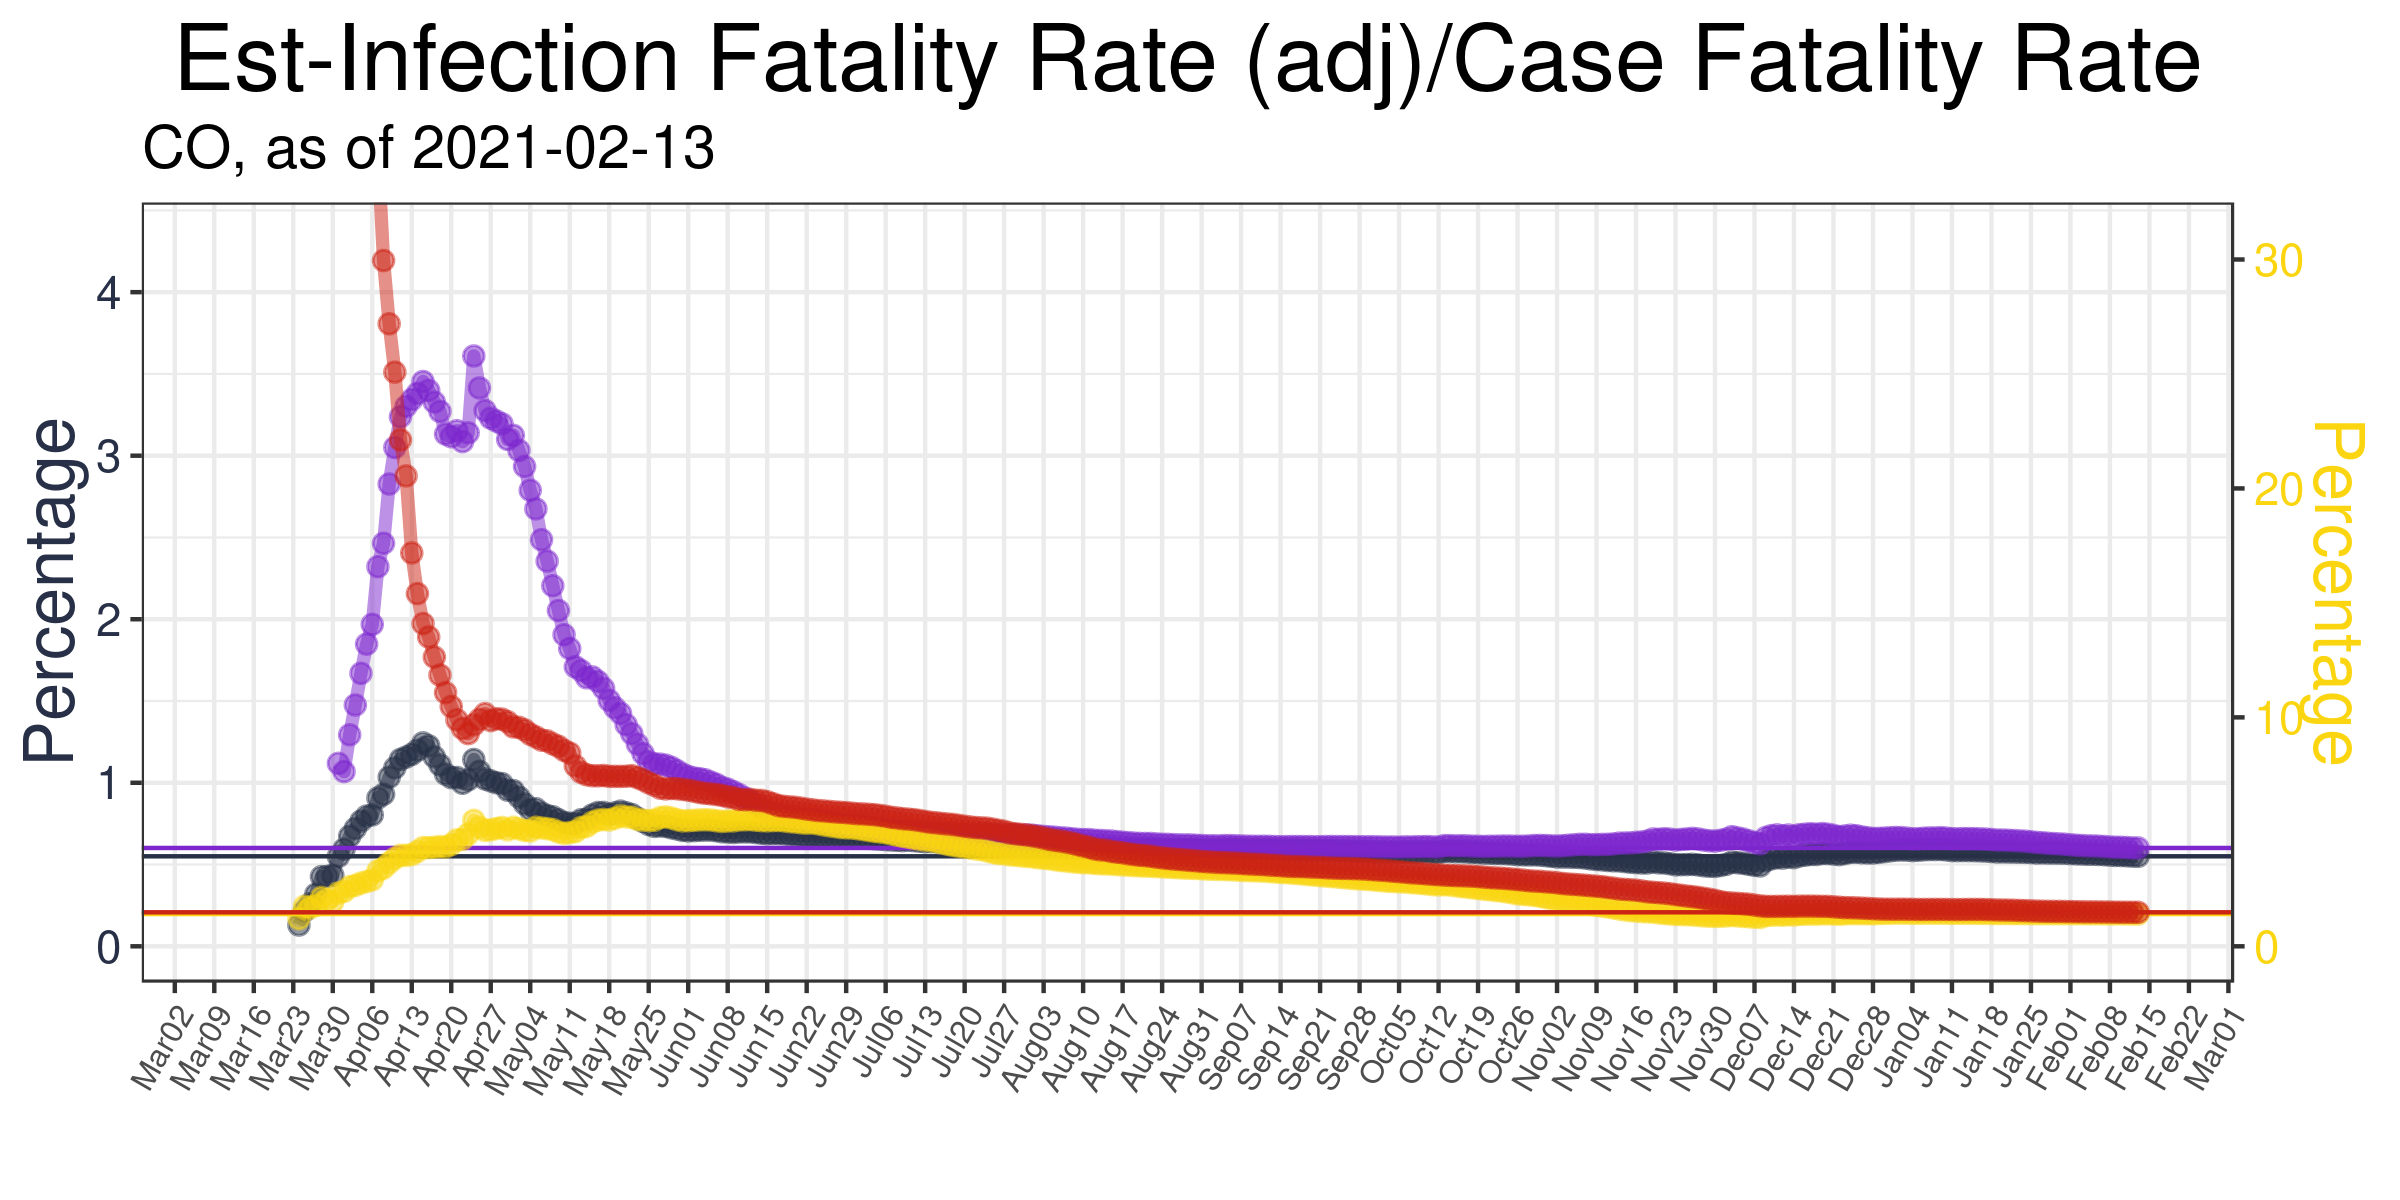 Est-Infection Fatality Rate (adj)/Case Fatality Rate
CO, as of 2021-02-13
Percentage
4
3
2
1
0
30
20
10
0
Percentage
Mar02
Mar09
Mar16
Mar23
Mar30
Apr06
Apr13
Apr20
Apr27
May04
May11
May18
May25
Jun01
Jun08
Jun15
Jun22
Jun29
Jul06
Jul13
Jul20
Jul27
Aug03
Aug10
Aug17
Aug24
Aug31
Sep07
Sep14
Sep21
Sep28
Oct05
Oct12
Oct19
Oct26
Nov02
Nov09
Nov16
Nov23
Nov30
Dec07
Dec14
Dec21
Dec28
Jan04
Jan11
Jan18
Jan25
Feb01
Feb08
Feb15
Feb22
Mar01